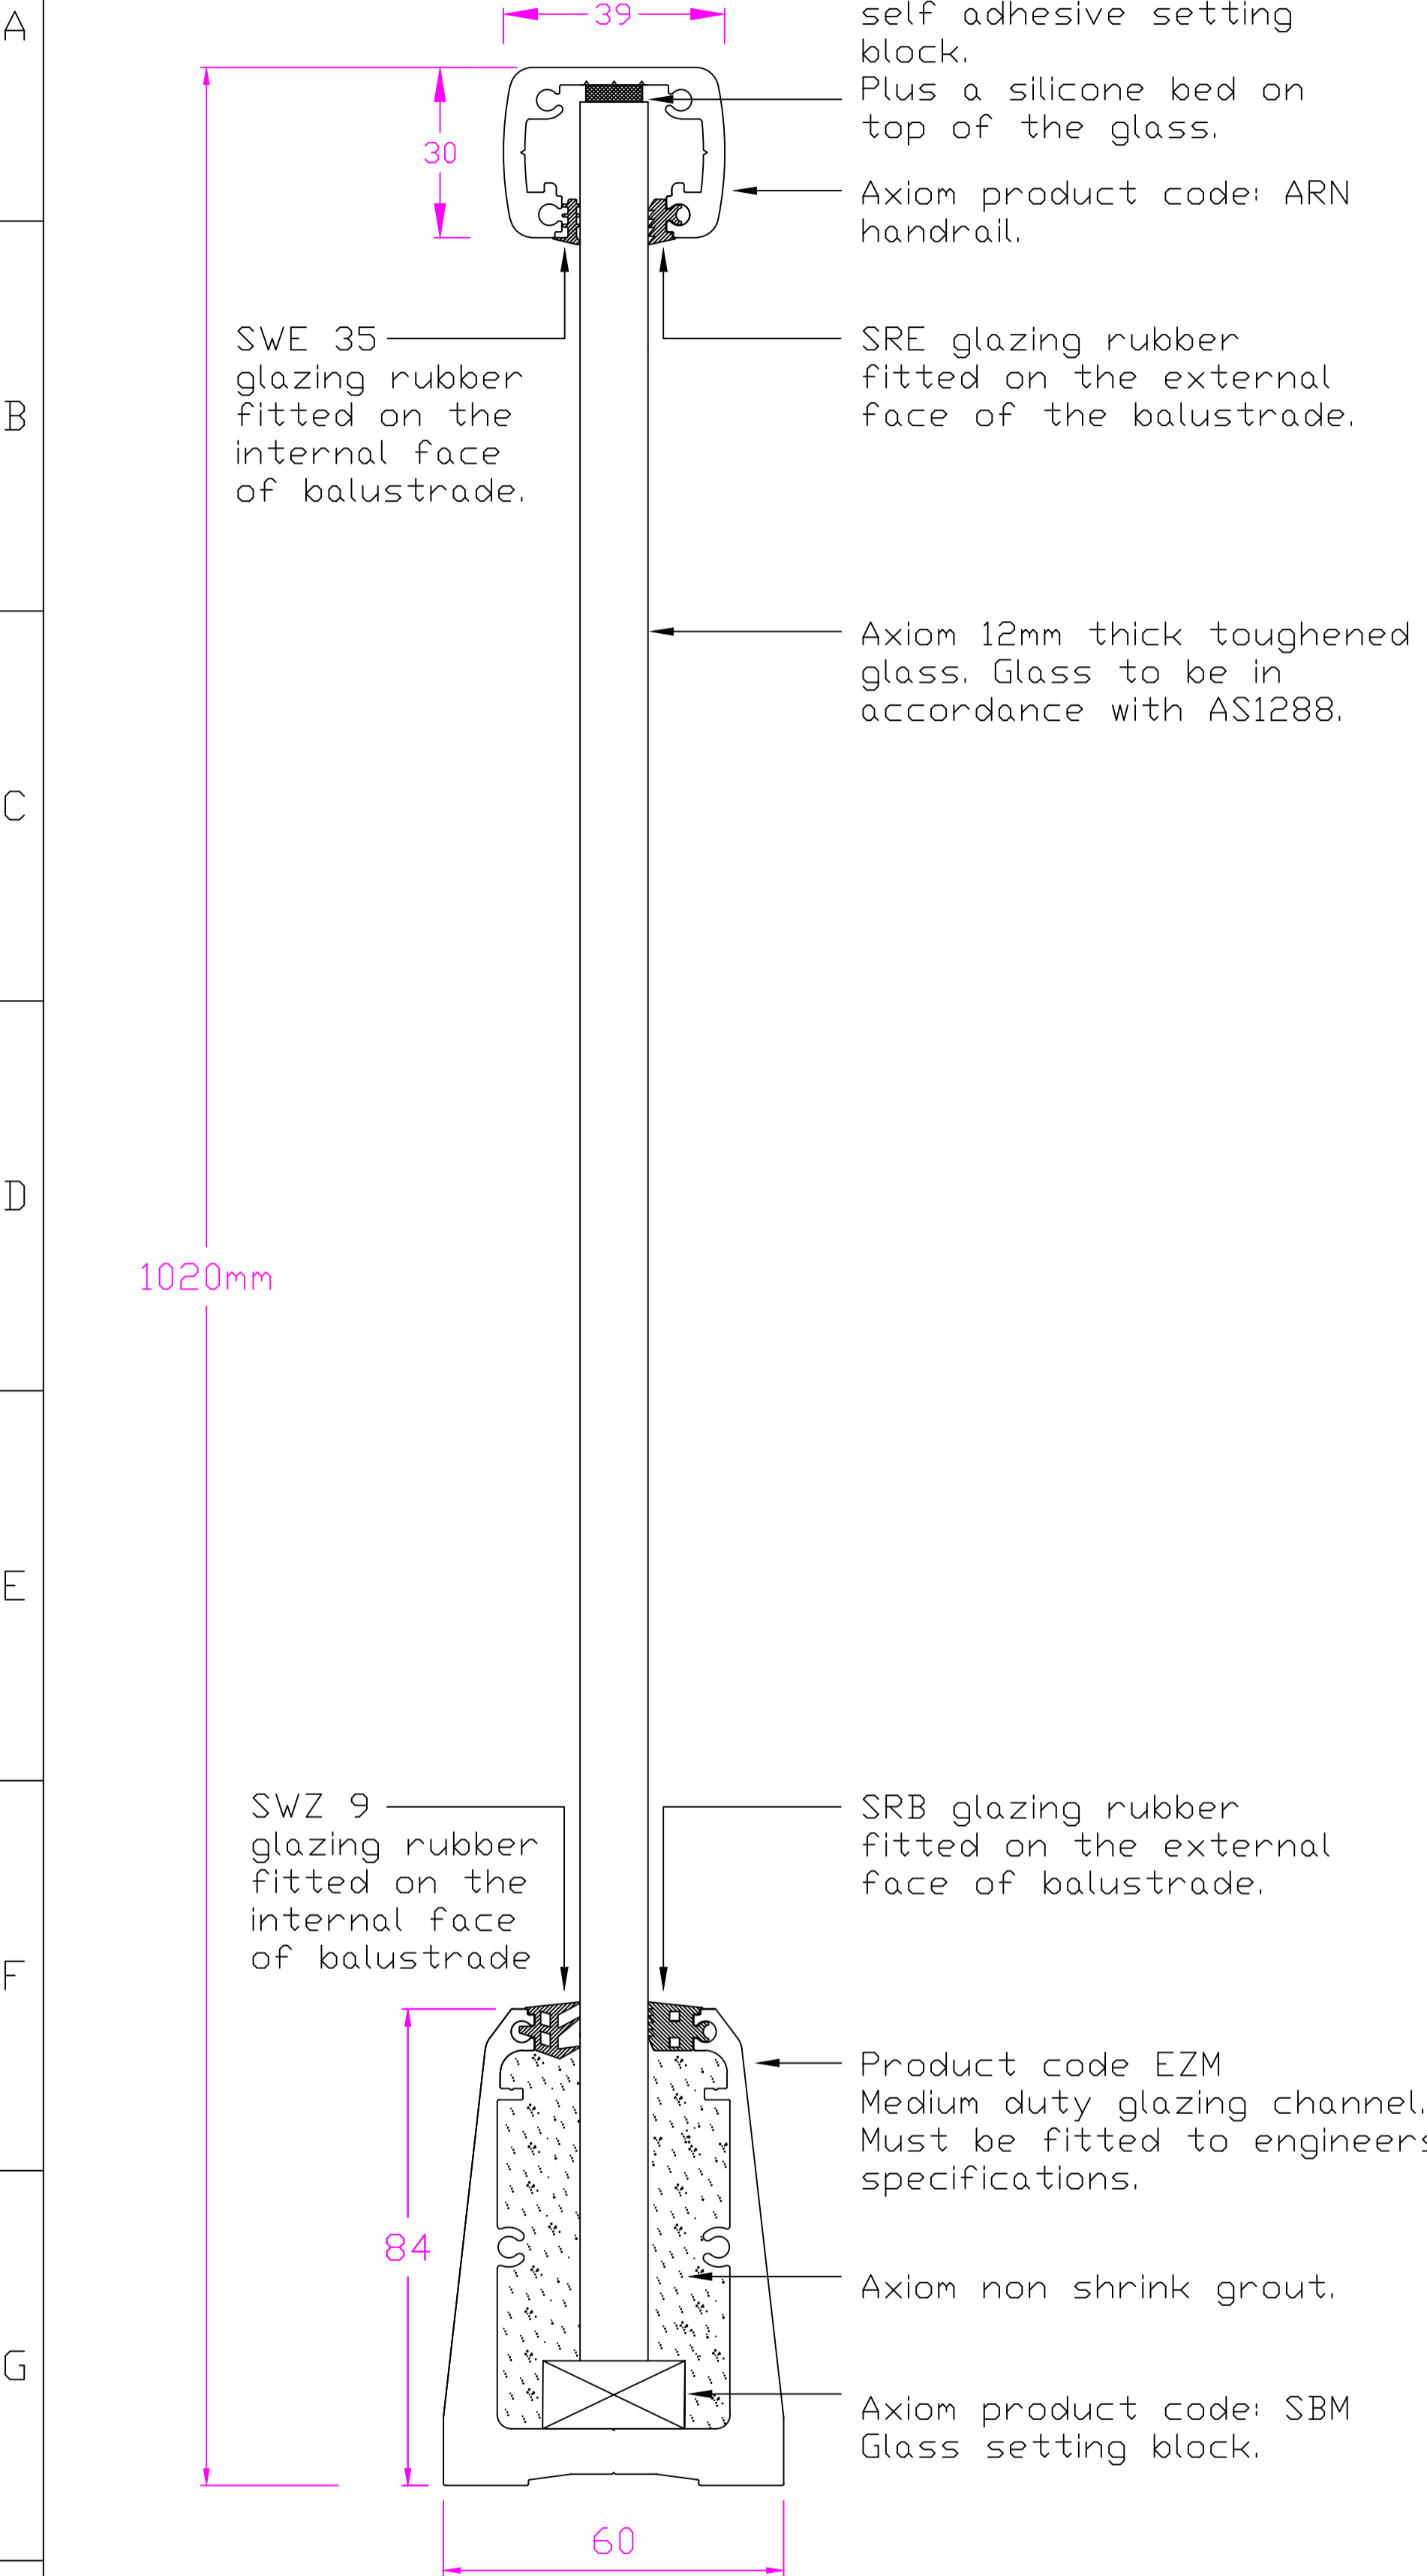 A
39
self adhesive setting
block.
Plus a silicone bed on
top of the glass.
30
Axiom product code: ARN
handrail.
SWE 35
glazing rubber
fitted on the
internal face
of balustrade.
SRE glazing rubber
fitted on the external
face of the balustrade.
B
Axiom 12mm thick toughened
glass. Glass to be in
accordance with AS1288.
C
D
1020mm
E
SWZ 9
glazing rubber
fitted on the
internal face
of balustrade
SRB glazing rubber
fitted on the external
face of balustrade.
F
Product code EZM
Medium duty glazing channel.
Must be fitted to engineers
specifications.
84
Axiom non shrink grout.
G
Axiom product code: SBM
Glass setting block.
60